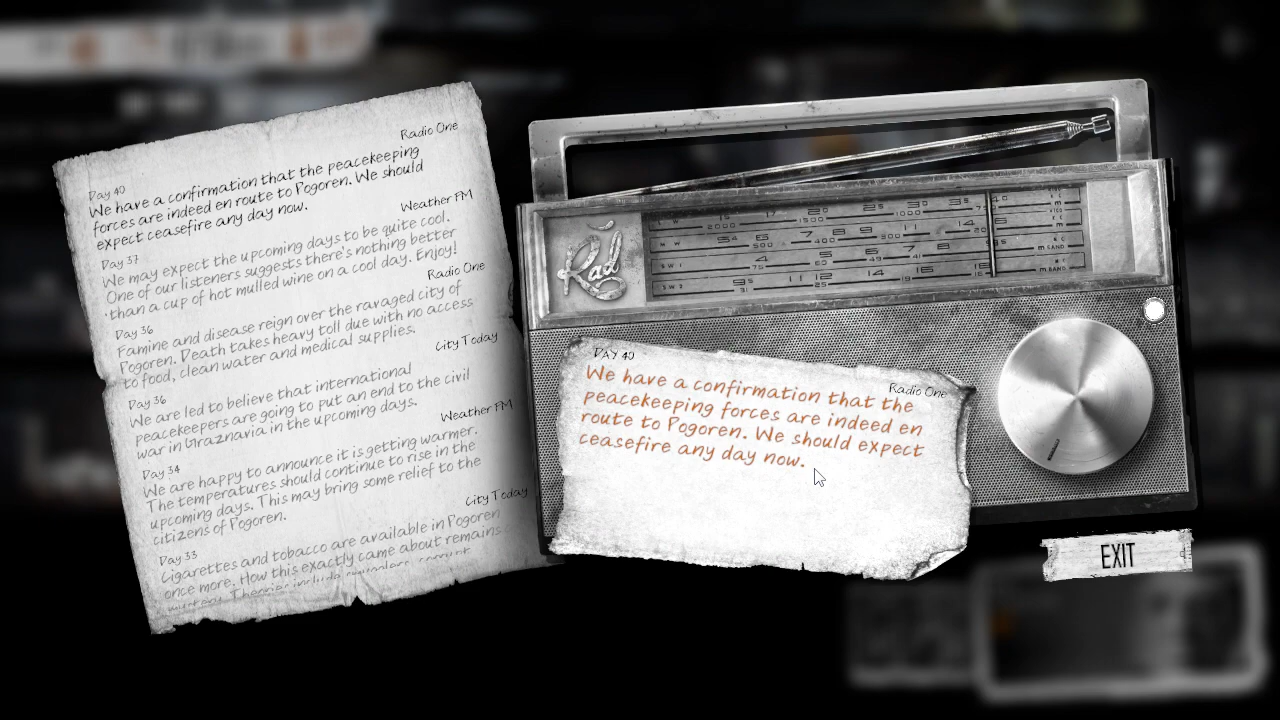 Radio One
Day 40
We have a confirmation that the peacekeeping
forces are indeed en route to Pogoren. We should
expect ceasefire any day now.
Weather FM
Day 37
We may expect the upcoming days to be quite cool.
One of our listeners suggests there's nothing better
than a cup of hot mulled wine on a cool day. Enjoy!
Radio One
Day 36
Famine and disease reign over the ravaged city of
Pogoren. Death takes heavy toll due with no access
to food, clean water and medical supplies.
City Today
Day 36
We are led to believe that international
peacekeepers are going to put an end to the civil
war in Graznavia in the upcoming days.
Weather FM
Day 34
We are happy to announce it is getting warmer.
The temperatures should continue to rise in the
upcoming days. This may bring some relief to the
citizens of Pogoren.
City Today
Day 33
Cigarettes and tobacco are available in Pogoren
once more. How this exactly came about remains
Rad
DAY 40
Radio One
We have a confirmation that the
peacekeeping forces are indeed en
route to Pogoren. We should expect
ceasefire any day now.
EXIT